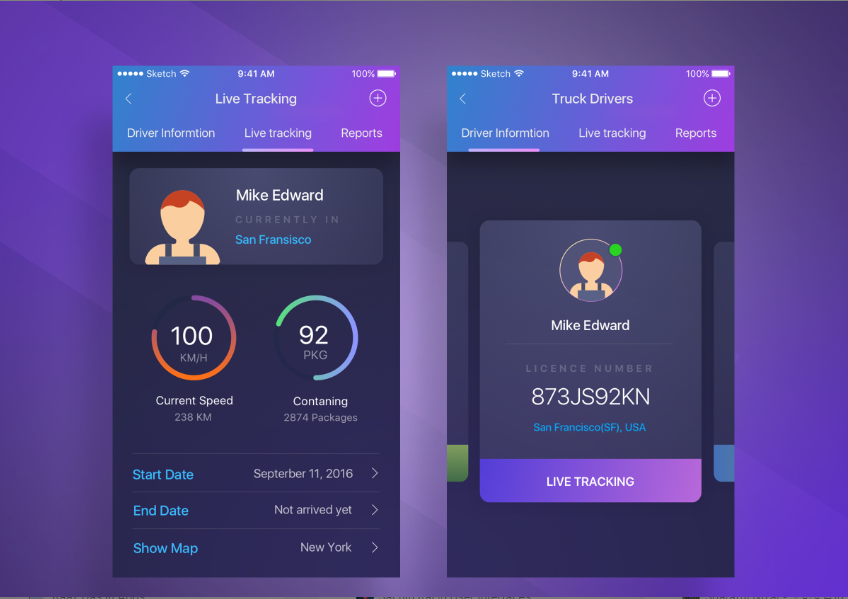 Sketch 9:41 AM 100%
Live Tracking
Driver Informtion Live tracking Reports
Mike Edward
CURRENTLY IN
San Fransisco
100
KM/H
92
PKG
Current Speed
238 KM
Contaning
2874 Packages
Start Date Septerber 11, 2016
End Date Not arrived yet
Show Map New York
Sketch 9:41 AM 100%
Truck Drivers
Driver Informtion Live tracking Reports
Mike Edward
LICENCE NUMBER
873JS92KN
San Francisco(SF), USA
LIVE TRACKING